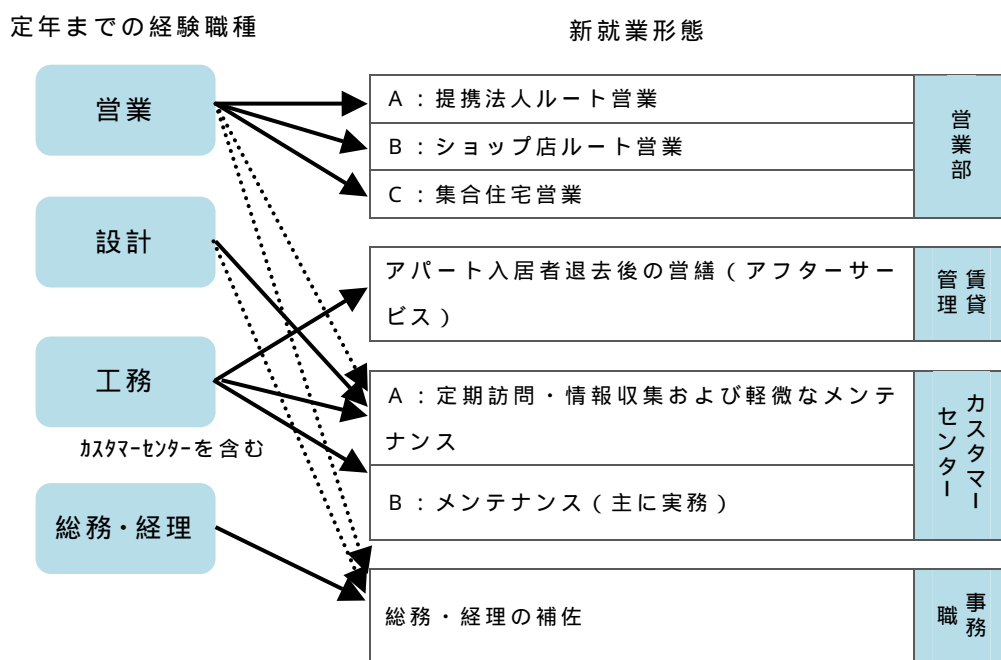 定年までの経験職種
新就業形態
営業
設計
工務
カスタマーセンターを含む
総務・経理
A：提携法人ルート営業
B：ショップ店ルート営業
C：集合住宅営業
営業部
アパート入居者退去後の営繕（アフターサー
ビス）
賃貸
管理
A：定期訪問・情報収集および軽微なメンテ
ナンス
B：メンテナンス（主に実務）
カスタマー
センター
総務・経理の補佐
事務
職